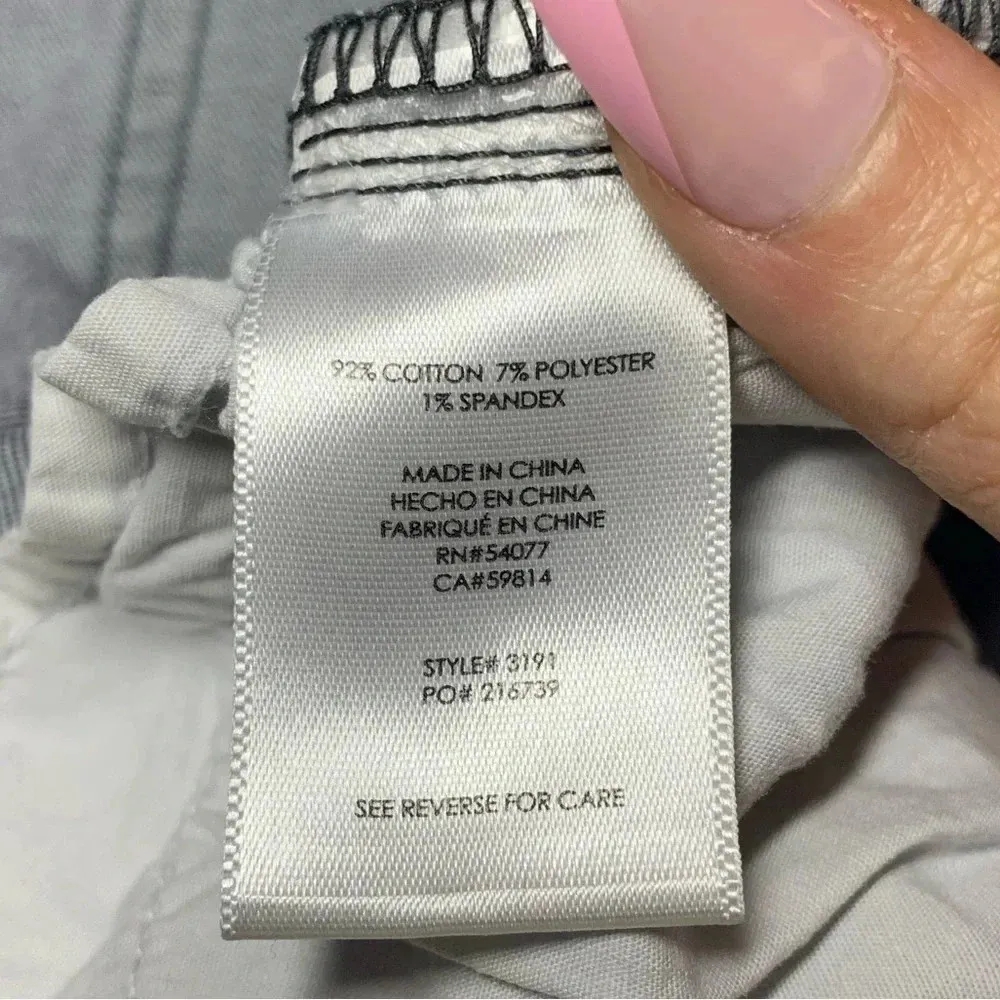 92% COTTON 7% POLYESTER
1% SPANDEX
MADE IN CHINA
HECHO EN CHINA
FABRIQUÉ EN CHINE
RN#54077
CA#59814
STYLE# 3191
PO# 216739
SEE REVERSE FOR CARE